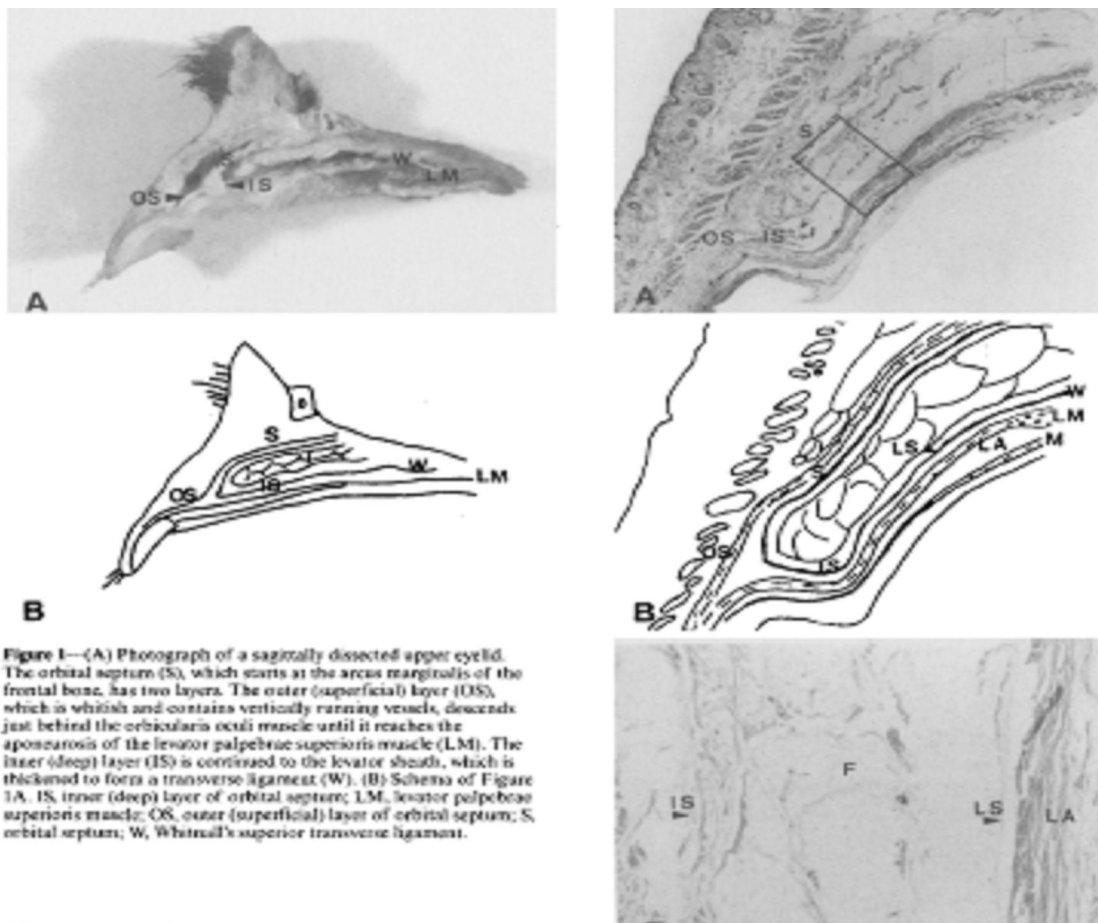 S
IS
W
LM
OS
A
S
OS
IS
A
S
W
OS
IS
LM
B
W
LM
LS
LA
M
S
OS
IS
B
Figure 1—(A) Photograph of a sagittally dissected upper eyelid.
The orbital septum (S), which starts at the arcus marginalis of the
frontal bone, has two layers. The outer (superficial) layer (OS),
which is whitish and contains vertically running vessels, descends
just behind the orbicularis oculi muscle until it reaches the
aponeurosis of the levator palpebrae superioris muscle (LM). The
inner (deep) layer (IS) is continued to the levator sheath, which is
thickened to form a transverse ligament (W). (B) Schema of Figure
1A. IS, inner (deep) layer of orbital septum; LM, levator palpebrae
superioris muscle; OS, outer (superficial) layer of orbital septum; S,
orbital septum; W, Whitnall's superior transverse ligament.
F
IS
LS
LA